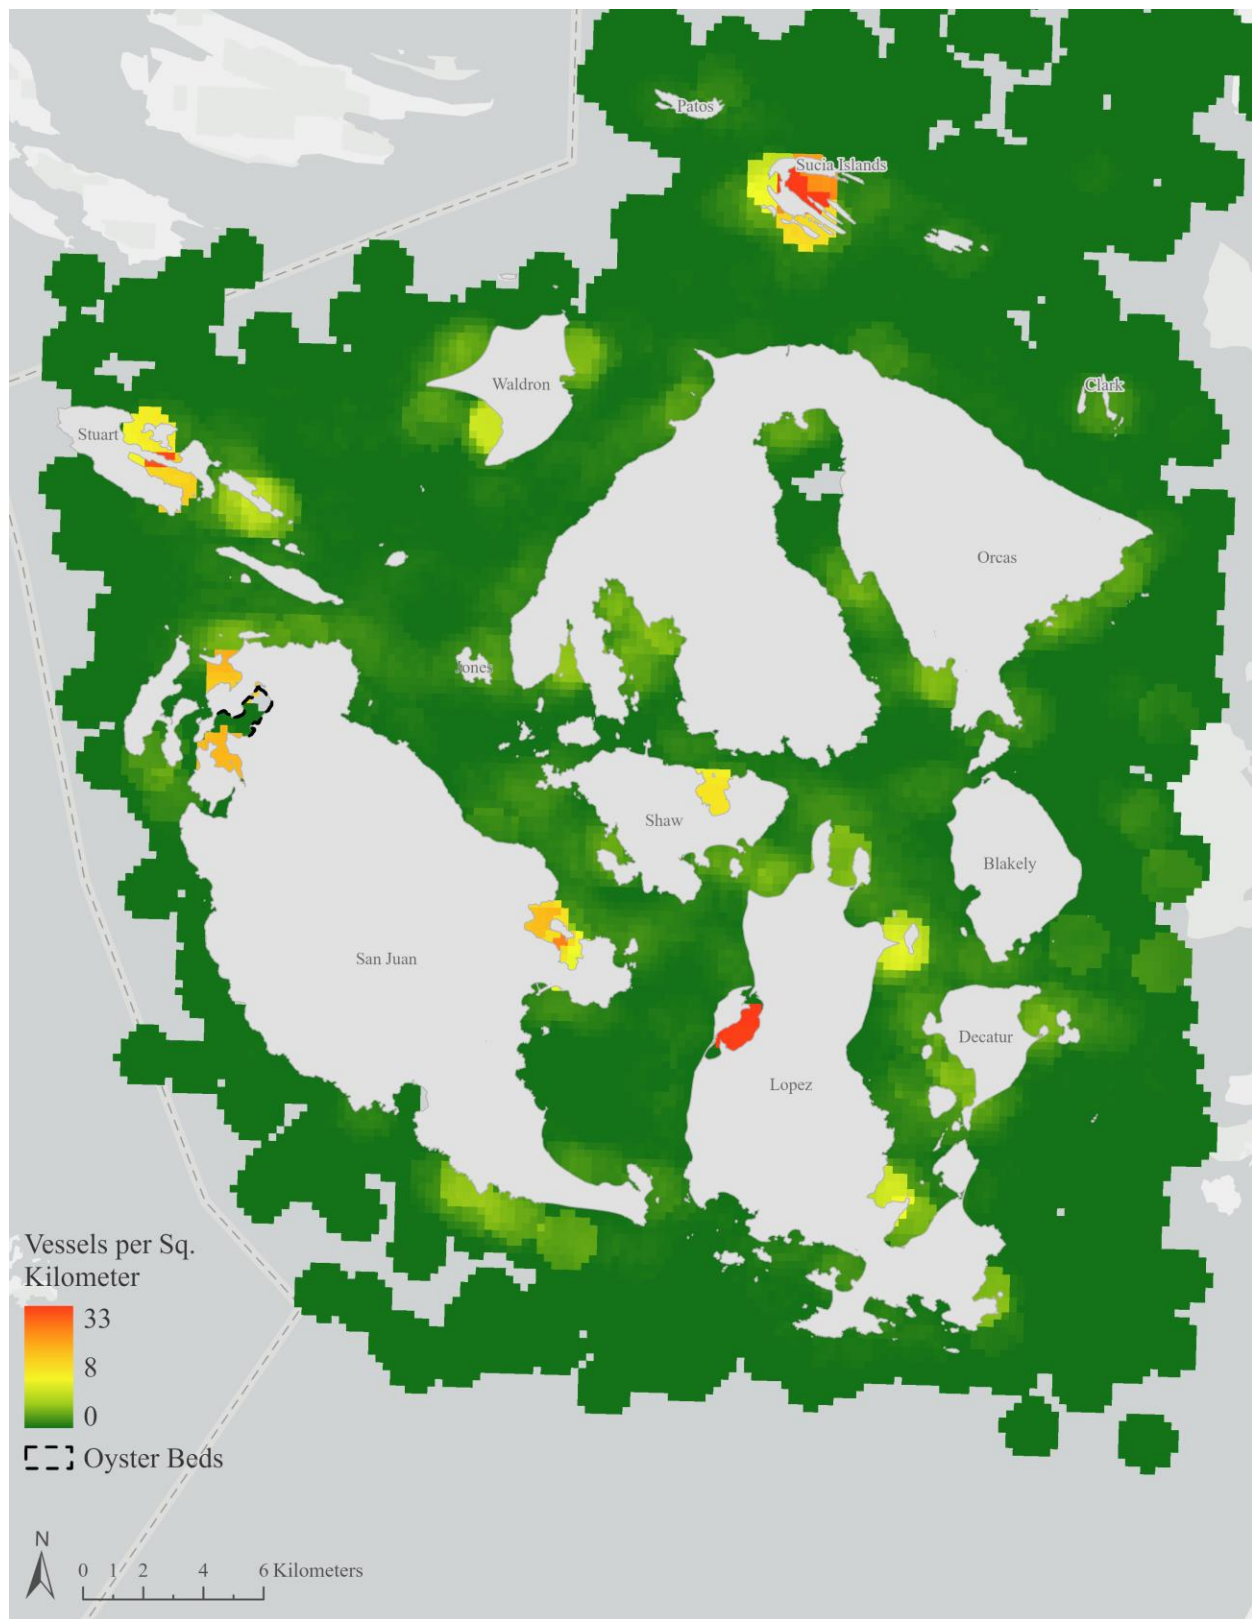 Patos
Sucia Islands
Waldron
Clark
Stuart
Orcas
Jones
Shaw
Blakely
San Juan
Decatur
Lopez
Vessels per Sq.
Kilometer
33
8
0
Oyster Beds
N
0 1 2 4 6 Kilometers